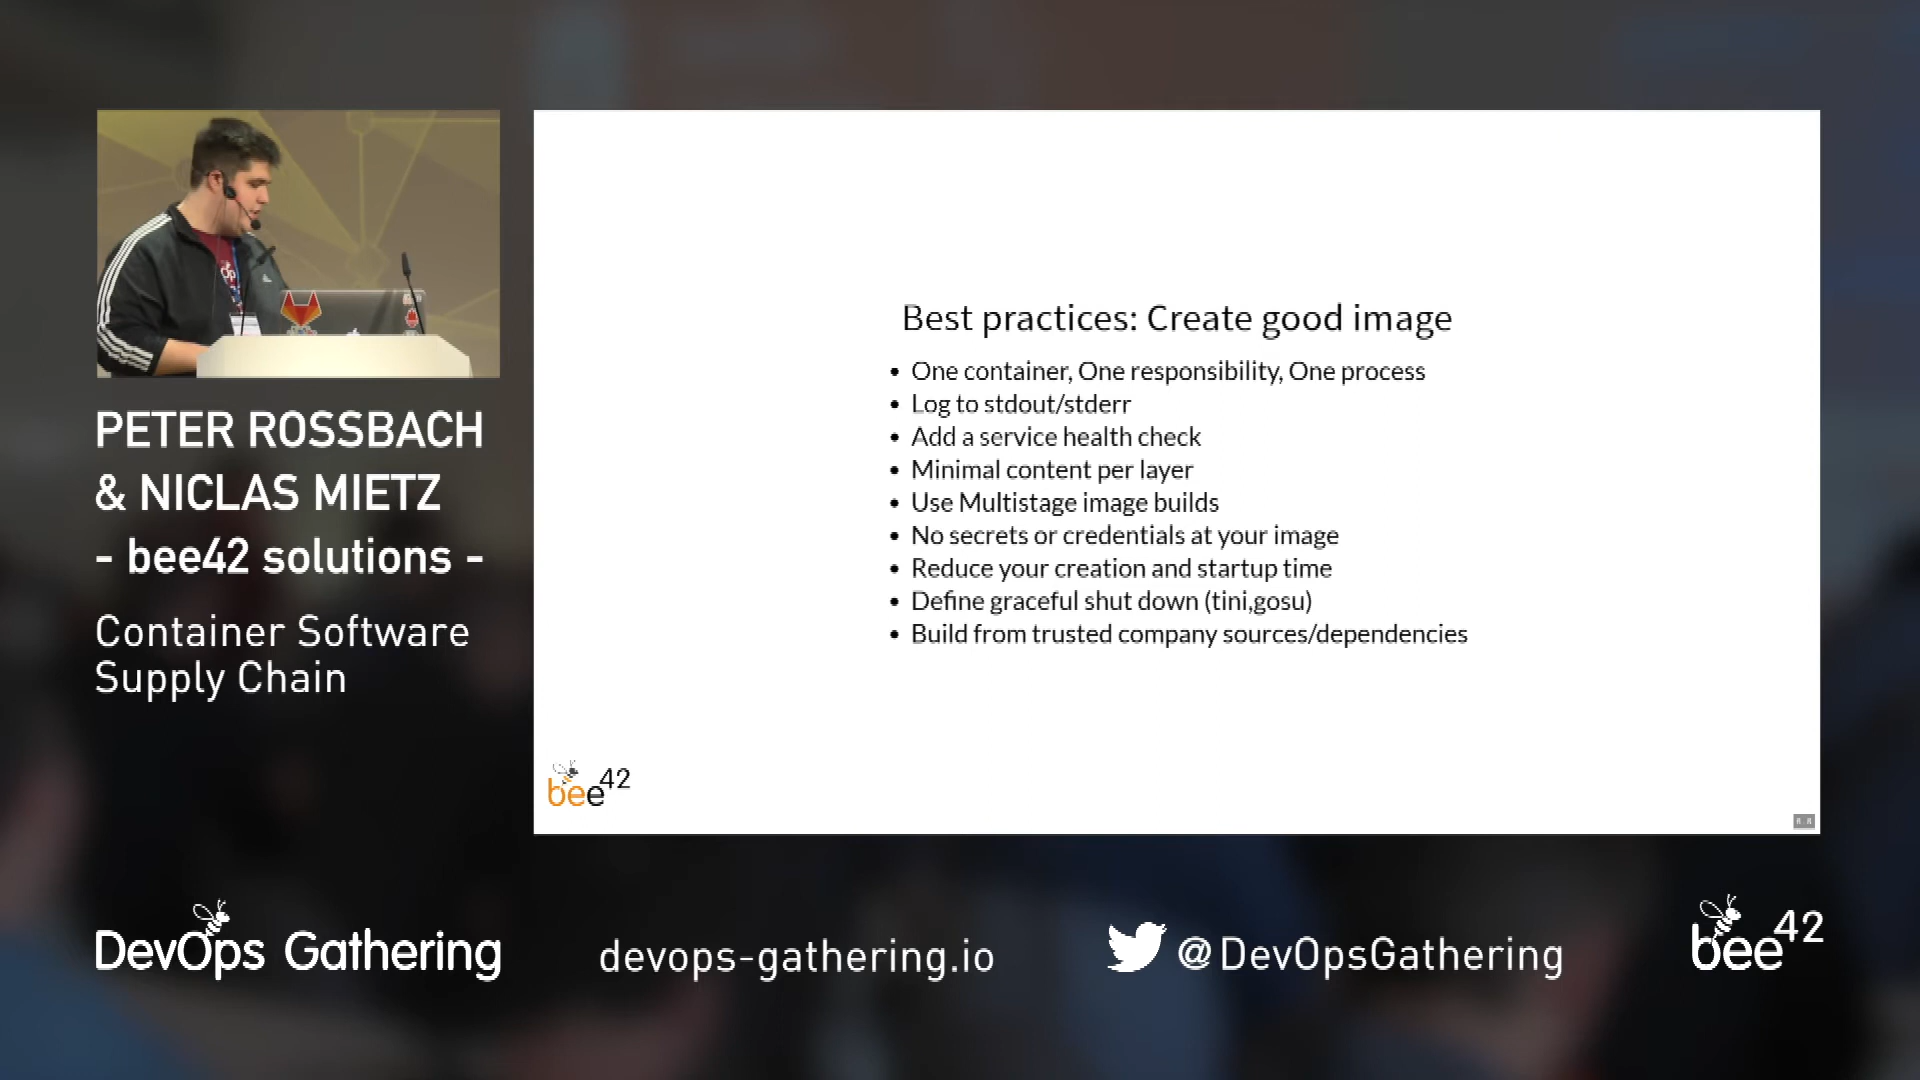 PETER ROSSBACH
& NICLAS MIETZ
- bee42 solutions -
Container Software
Supply Chain
Best practices: Create good image
• One container, One responsibility, One process
• Log to stdout/stderr
• Add a service health check
• Minimal content per layer
• Use Multistage image builds
• No secrets or credentials at your image
• Reduce your creation and startup time
• Define graceful shut down (tini,gosu)
• Build from trusted company sources/dependencies
bee42
DevOps Gathering
devops-gathering.io
@DevOpsGathering
bee42